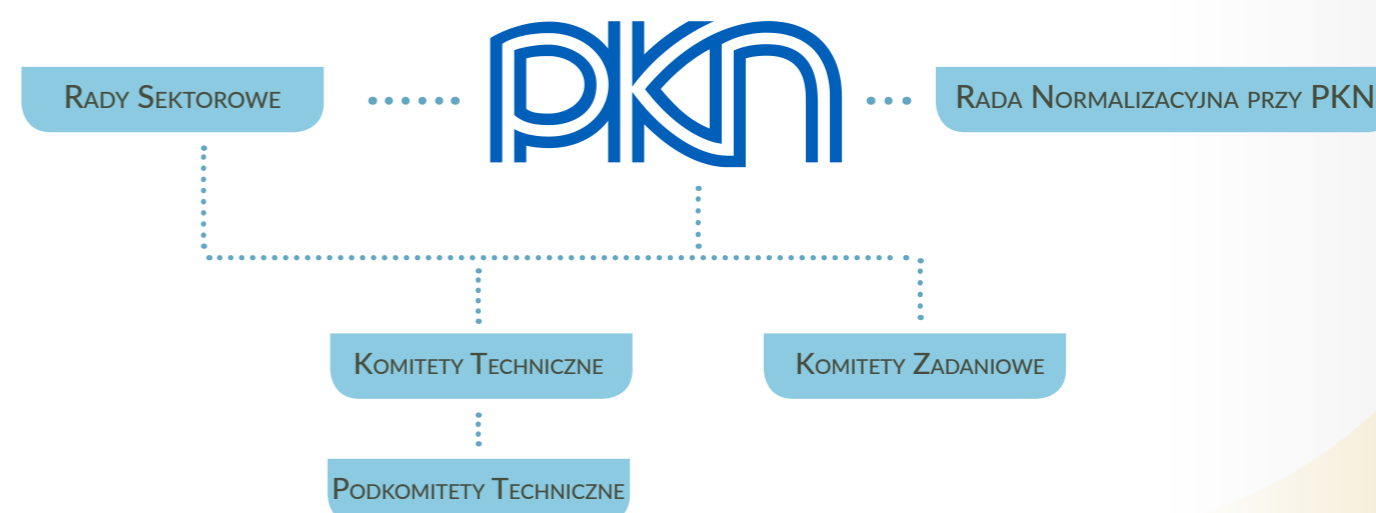 Rady Sektorowe
PKN
Rada Normalizacyjna przy PKN
Komitety Techniczne
Komitety Zadaniowe
Podkomitety Techniczne